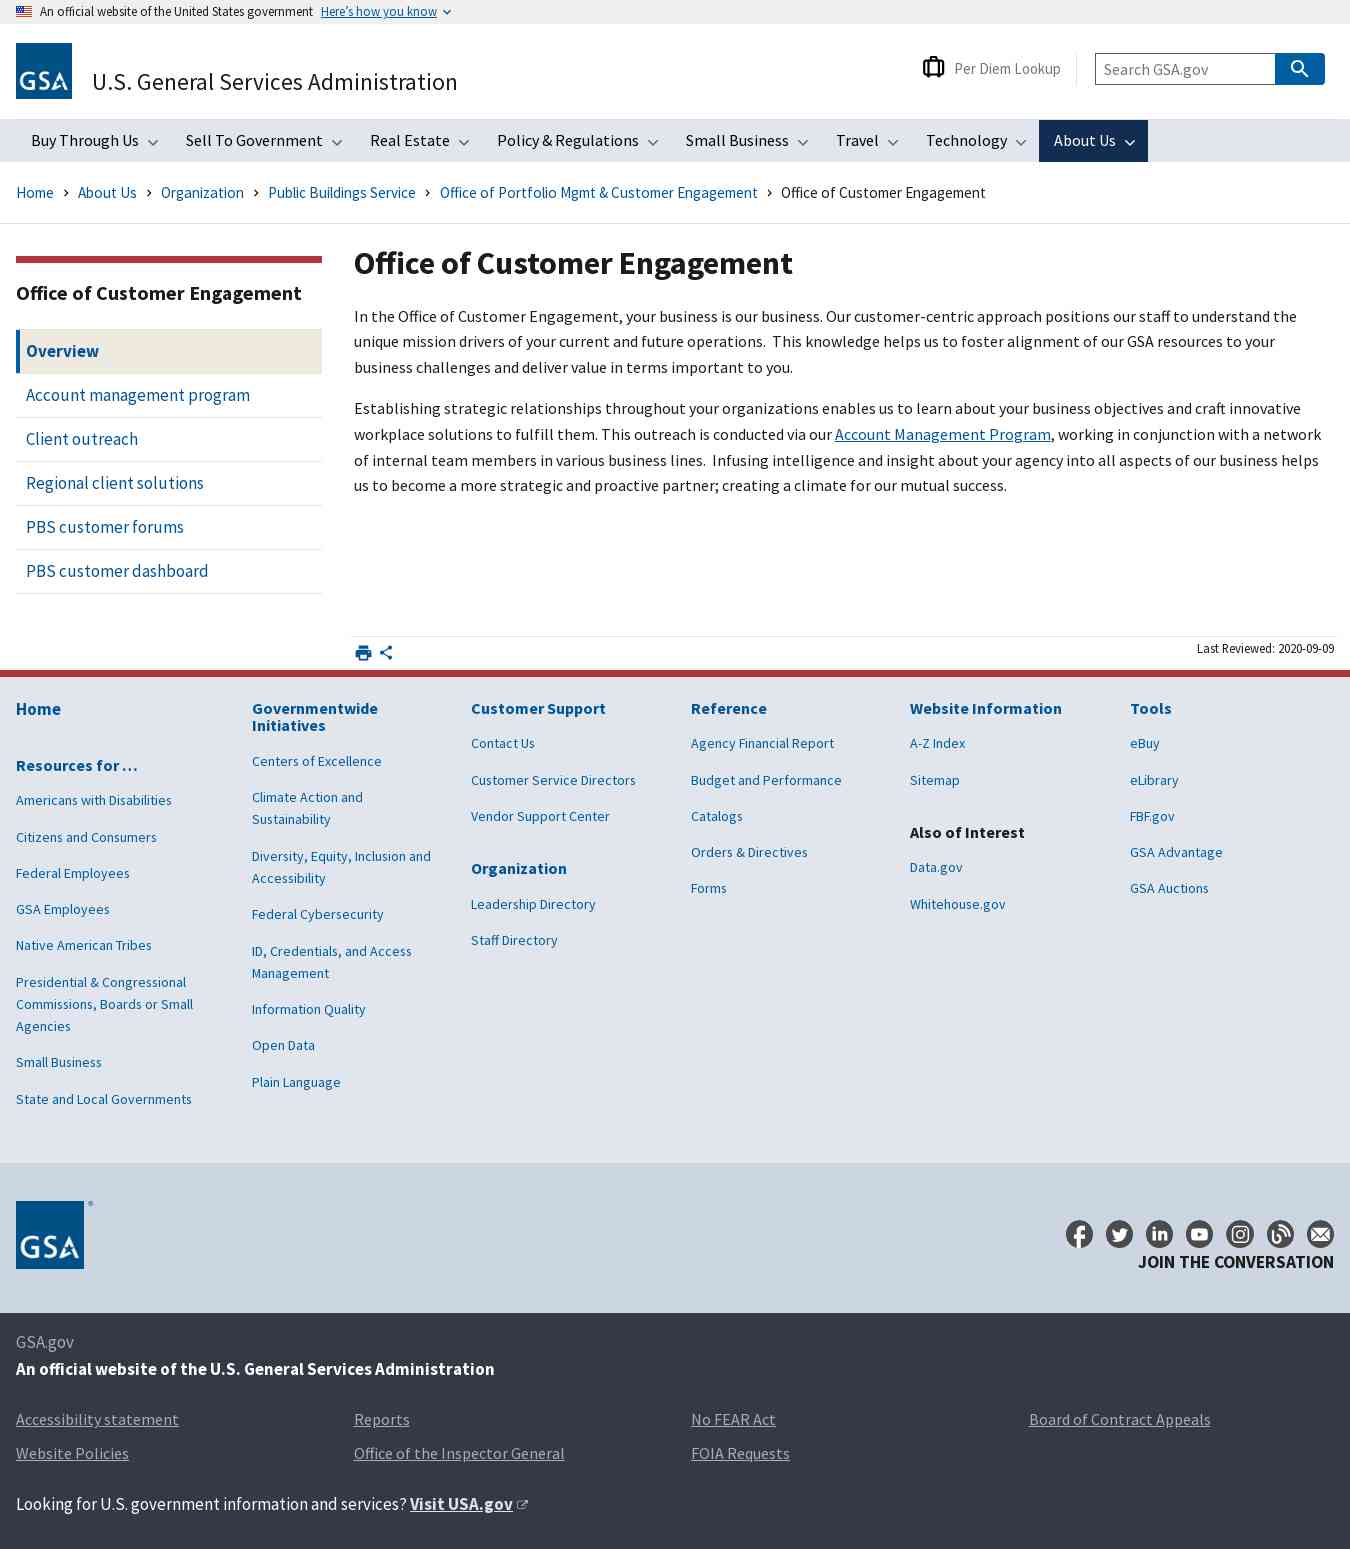 An official website of the United States government Here's how you know
GSA
U.S. General Services Administration
Per Diem Lookup
Search GSA.gov
Buy Through Us Sell To Government Real Estate Policy & Regulations Small Business Travel Technology About Us
Home › About Us › Organization › Public Buildings Service › Office of Portfolio Mgmt & Customer Engagement › Office of Customer Engagement
Office of Customer Engagement
Overview
Account management program
Client outreach
Regional client solutions
PBS customer forums
PBS customer dashboard
Office of Customer Engagement
In the Office of Customer Engagement, your business is our business. Our customer-centric approach positions our staff to understand the
unique mission drivers of your current and future operations.  This knowledge helps us to foster alignment of our GSA resources to your
business challenges and deliver value in terms important to you.
Establishing strategic relationships throughout your organizations enables us to learn about your business objectives and craft innovative
workplace solutions to fulfill them. This outreach is conducted via our Account Management Program, working in conjunction with a network
of internal team members in various business lines.  Infusing intelligence and insight about your agency into all aspects of our business helps
us to become a more strategic and proactive partner; creating a climate for our mutual success.
Last Reviewed: 2020-09-09
Home
Resources for …
Americans with Disabilities
Citizens and Consumers
Federal Employees
GSA Employees
Native American Tribes
Presidential & Congressional
Commissions, Boards or Small
Agencies
Small Business
State and Local Governments
Governmentwide
Initiatives
Centers of Excellence
Climate Action and
Sustainability
Diversity, Equity, Inclusion and
Accessibility
Federal Cybersecurity
ID, Credentials, and Access
Management
Information Quality
Open Data
Plain Language
Customer Support
Contact Us
Customer Service Directors
Vendor Support Center
Organization
Leadership Directory
Staff Directory
Reference
Agency Financial Report
Budget and Performance
Catalogs
Orders & Directives
Forms
Website Information
A-Z Index
Sitemap
Also of Interest
Data.gov
Whitehouse.gov
Tools
eBuy
eLibrary
FBF.gov
GSA Advantage
GSA Auctions
GSA ®
JOIN THE CONVERSATION
GSA.gov
An official website of the U.S. General Services Administration
Accessibility statement Reports No FEAR Act Board of Contract Appeals
Website Policies Office of the Inspector General FOIA Requests
Looking for U.S. government information and services? Visit USA.gov